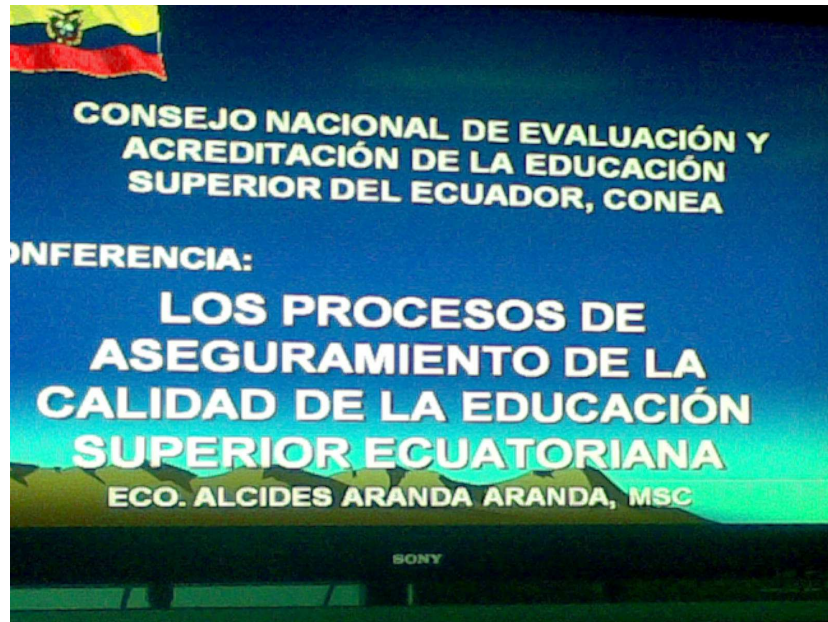 CONSEJO NACIONAL DE EVALUACIÓN Y
ACREDITACIÓN DE LA EDUCACIÓN
SUPERIOR DEL ECUADOR, CONEA
ONFERENCIA:
LOS PROCESOS DE
ASEGURAMIENTO DE LA
CALIDAD DE LA EDUCACIÓN
SUPERIOR ECUATORIANA
ECO. ALCIDES ARANDA ARANDA, MSC
SONY